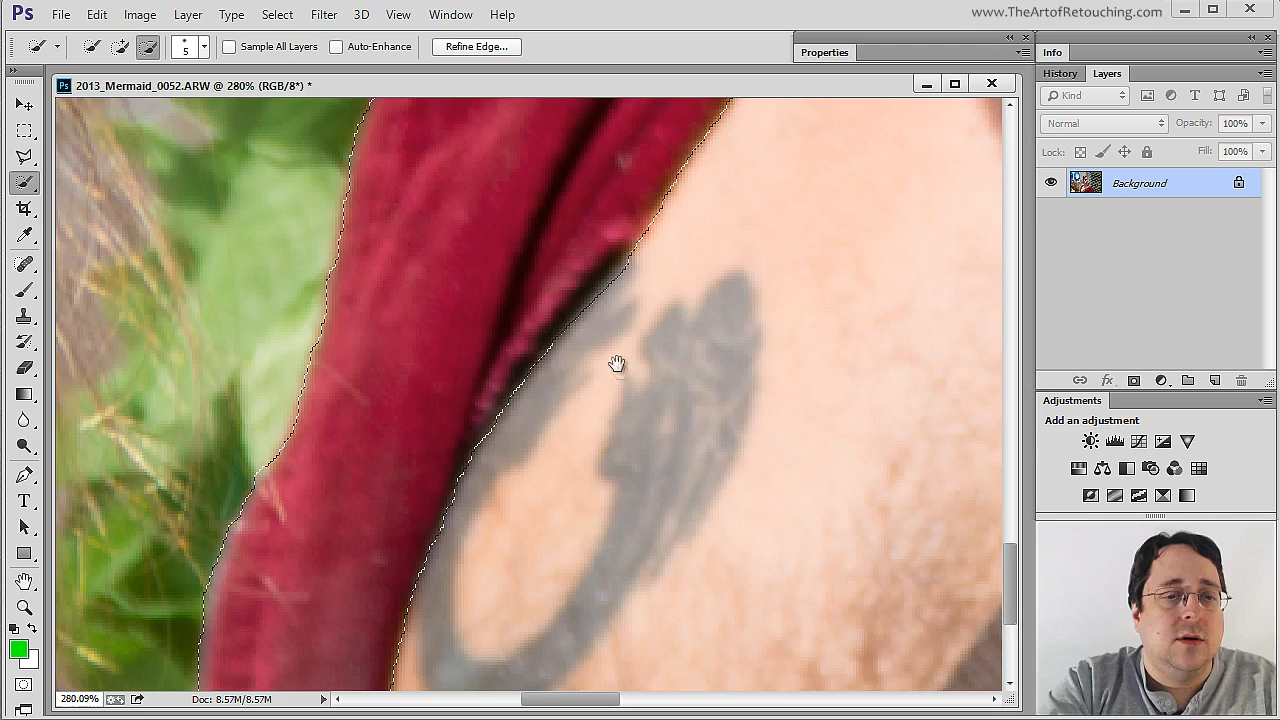 Ps File Edit Image Layer Type Select Filter 3D View Window Help www.TheArtofRetouching.com
5 Sample All Layers Auto-Enhance Refine Edge...
Properties
Info
2013_Mermaid_0052.ARW @ 280% (RGB/8*) *
History Layers
Kind
Normal Opacity: 100%
Lock: Fill: 100%
Background
fx
Adjustments
Add an adjustment
280.09% Doc: 8.57M/8.57M